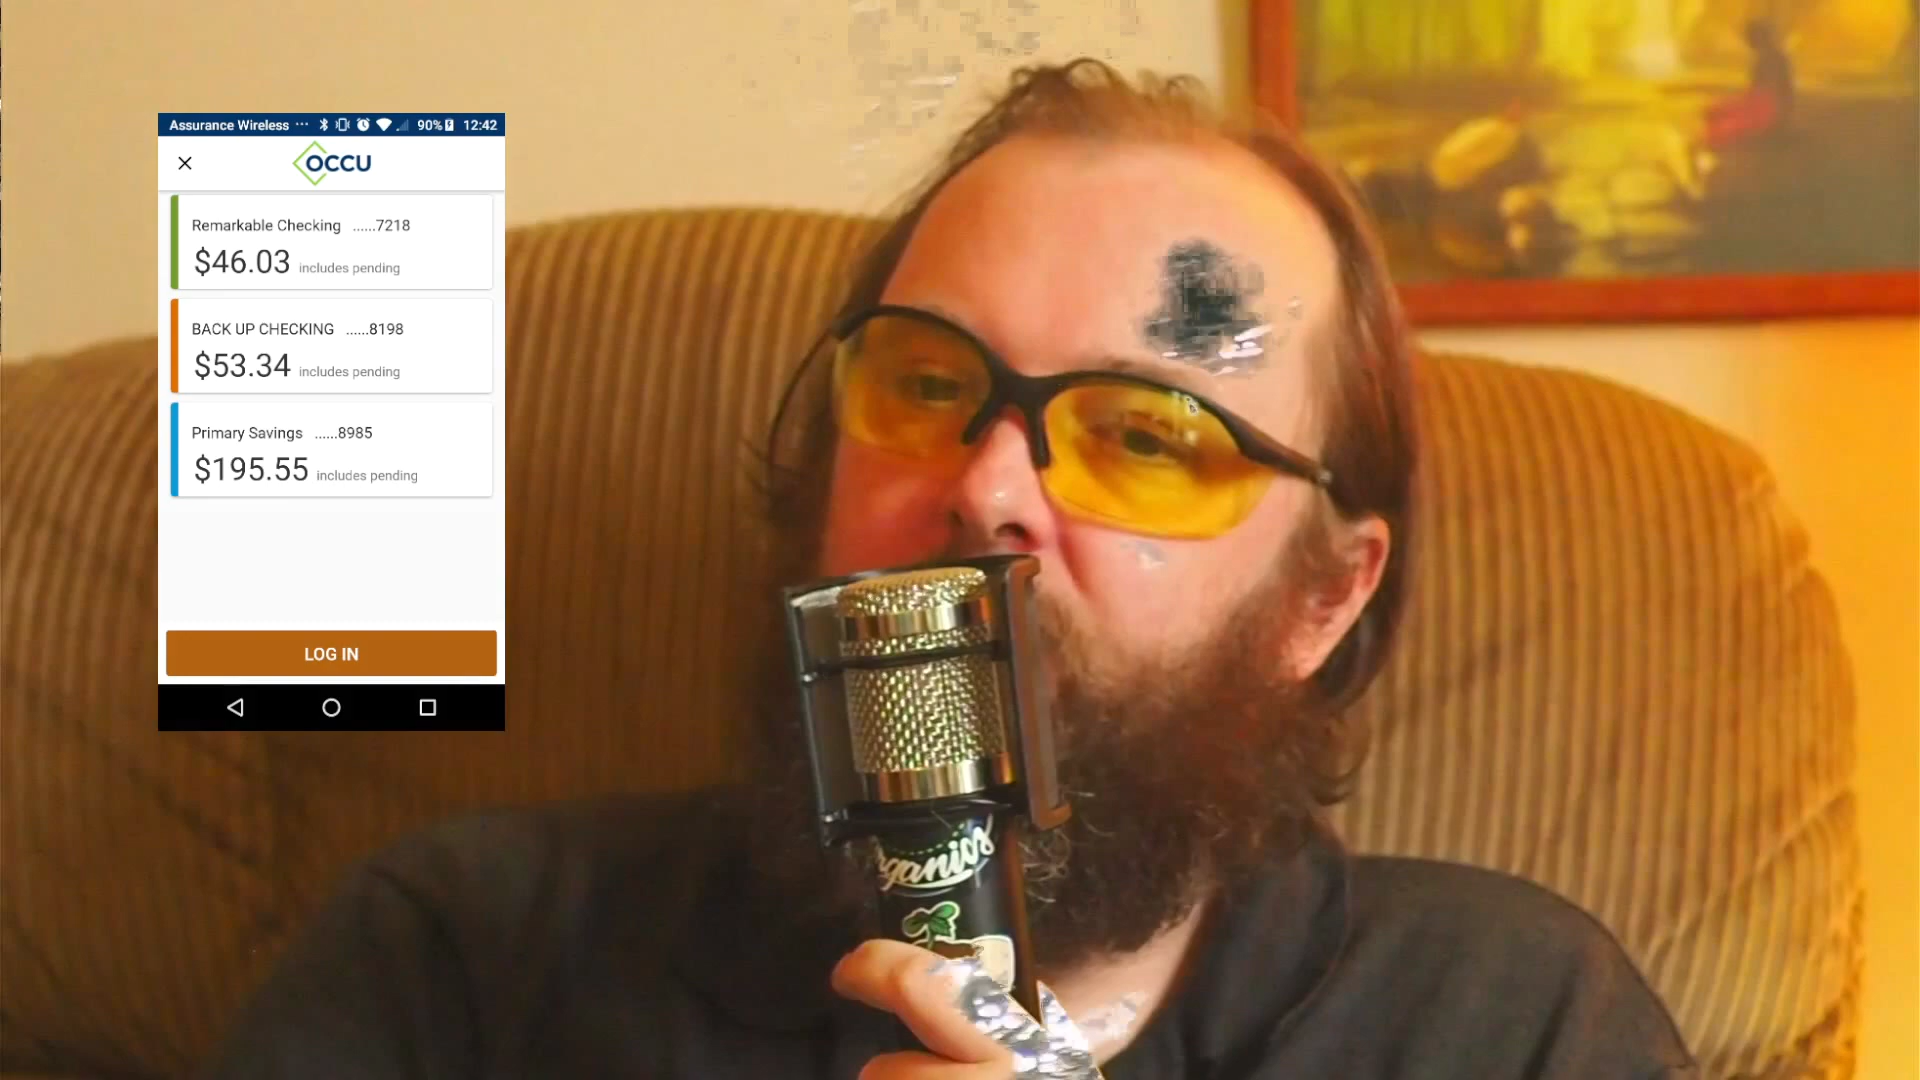 Assurance Wireless ... 90% 12:42
OCCU
Remarkable Checking ......7218
$46.03 includes pending
BACK UP CHECKING ......8198
$53.34 includes pending
Primary Savings ......8985
$195.55 includes pending
LOG IN
rganics